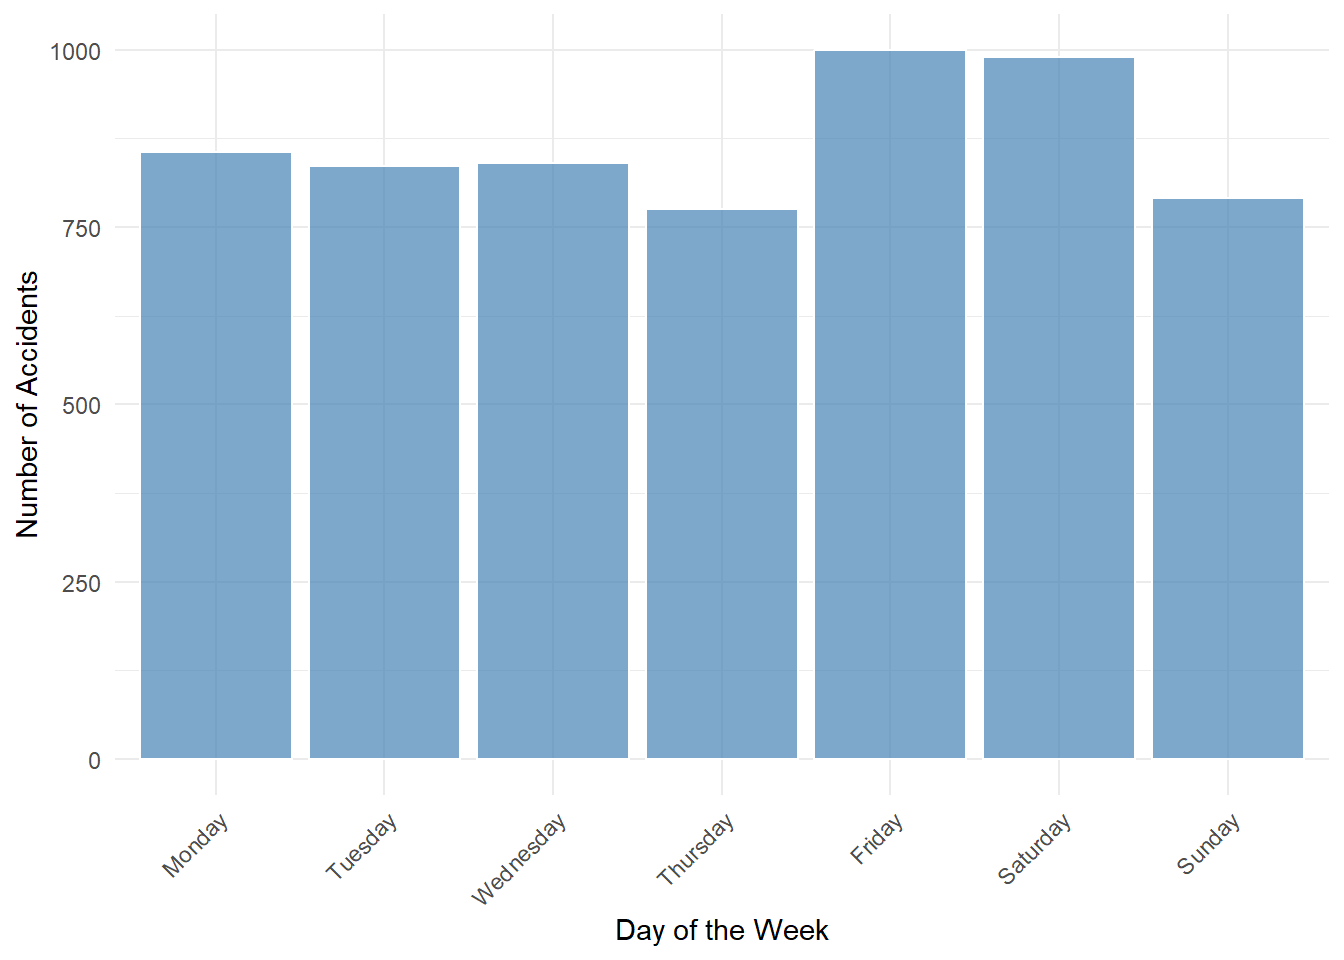 1000
750
500
250
0
Number of Accidents
Monday
Tuesday
Wednesday
Thursday
Friday
Saturday
Sunday
Day of the Week